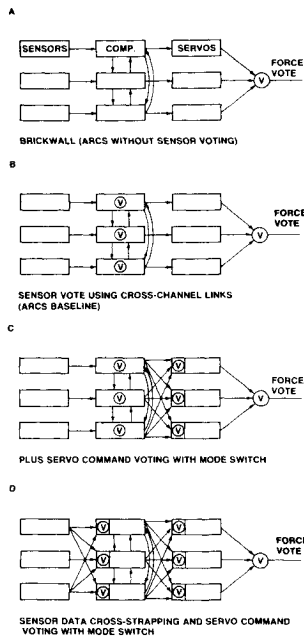 A
SENSORS
COMP.
SERVOS
FORCE
VOTE
V
BRICKWALL (ARCS WITHOUT SENSOR VOTING)
B
V
FORCE
VOTE
V
V
V
SENSOR VOTE USING CROSS-CHANNEL LINKS
(ARCS BASELINE)
C
V
V
FORCE
VOTE
V
V
V
V
V
PLUS SERVO COMMAND VOTING WITH MODE SWITCH
D
V
V
FORCE
VOTE
V
V
V
V
V
SENSOR DATA CROSS-STRAPPING AND SERVO COMMAND
VOTING WITH MODE SWITCH